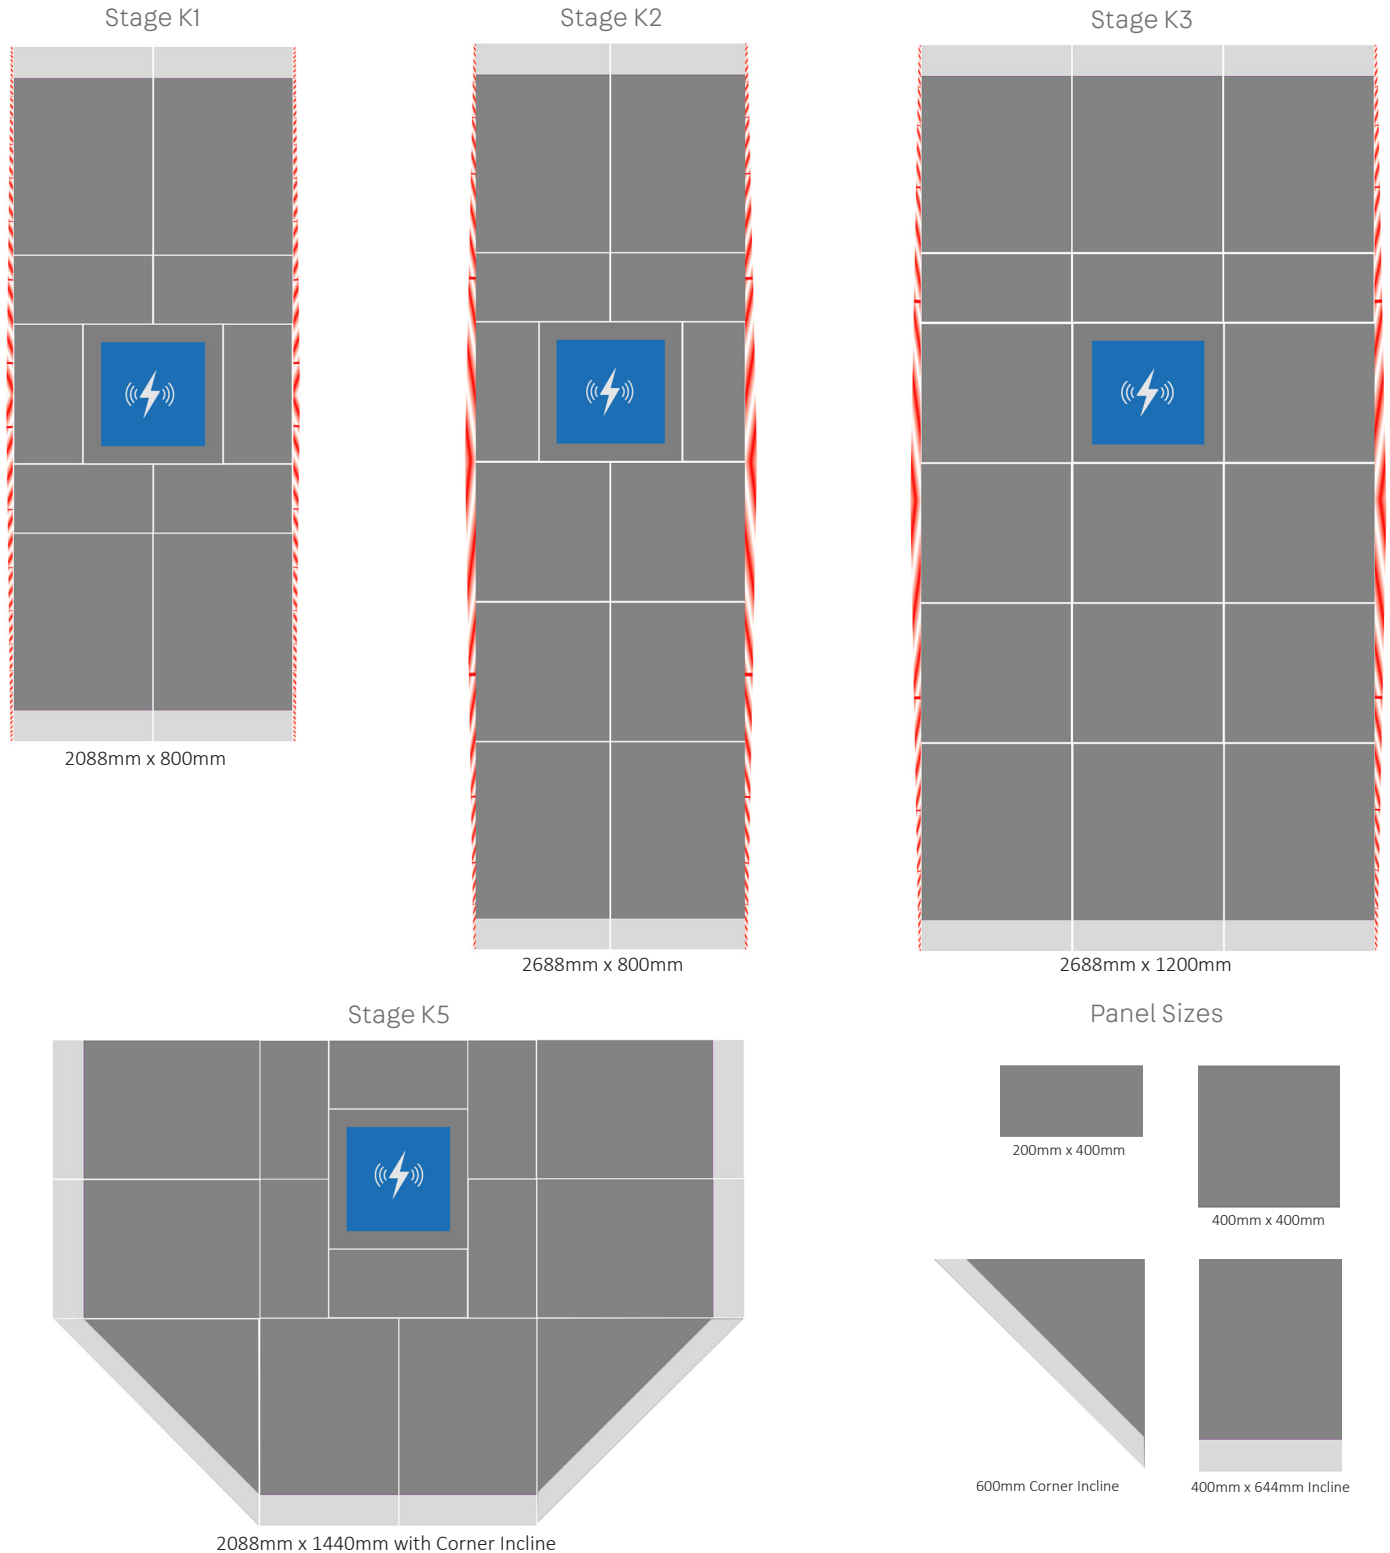 Stage K1
Stage K2
Stage K3
2088mm x 800mm
2688mm x 800mm
2688mm x 1200mm
Stage K5
Panel Sizes
200mm x 400mm
400mm x 400mm
600mm Corner Incline
400mm x 644mm Incline
2088mm x 1440mm with Corner Incline